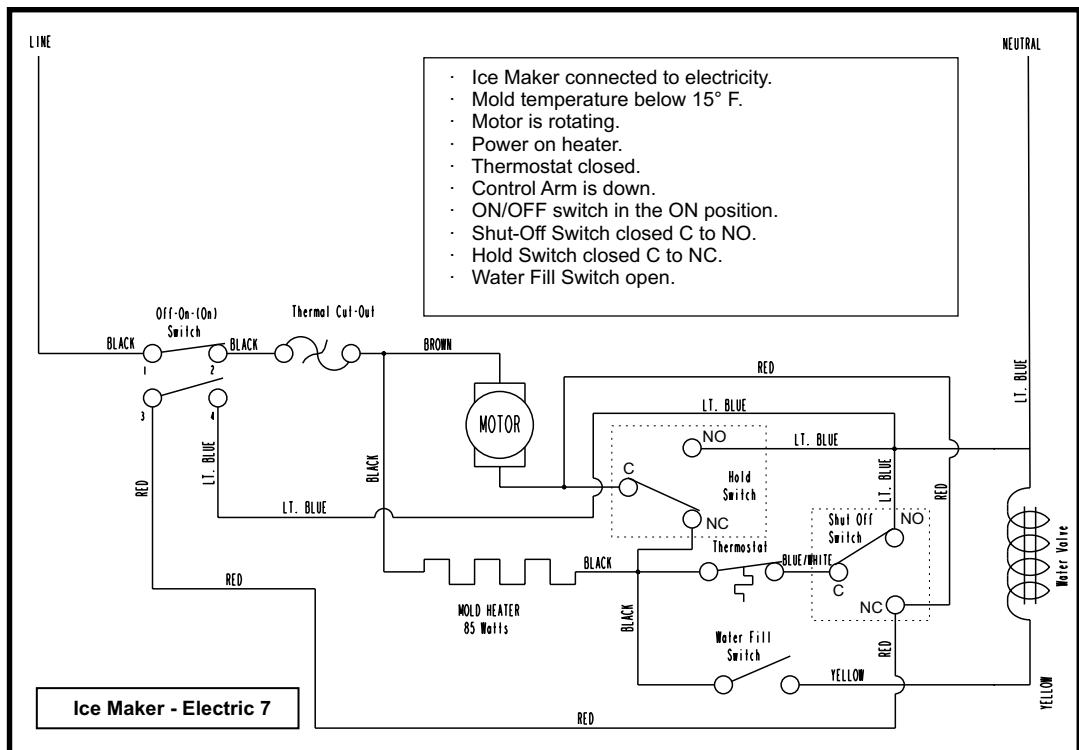 LINE
NEUTRAL
· Ice Maker connected to electricity.
· Mold temperature below 15° F.
· Motor is rotating.
· Power on heater.
· Thermostat closed.
· Control Arm is down.
· ON/OFF switch in the ON position.
· Shut-Off Switch closed C to NO.
· Hold Switch closed C to NC.
· Water Fill Switch open.
Off-On-(On)
Switch
Thermal Cut-Out
BLACK
BLACK
BROWN
1
2
3
4
RED
LT. BLUE
LT. BLUE
MOTOR
NO
LT. BLUE
C
Hold
Switch
NC
BLACK
LT. BLUE
RED
LT. BLUE
LT. BLUE
RED
Shut Off
Switch
NO
Thermostat
BLUE/WHITE
C
NC
Water Valve
BLACK
RED
MOLD HEATER
85 Watts
BLACK
Water Fill
Switch
RED
YELLOW
YELLOW
Ice Maker - Electric 7
RED